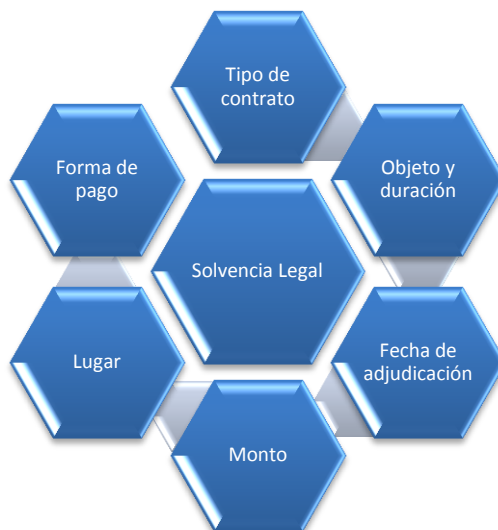 Tipo de
contrato
Objeto y
duración
Fecha de
adjudicación
Monto
Lugar
Forma de
pago
Solvencia Legal